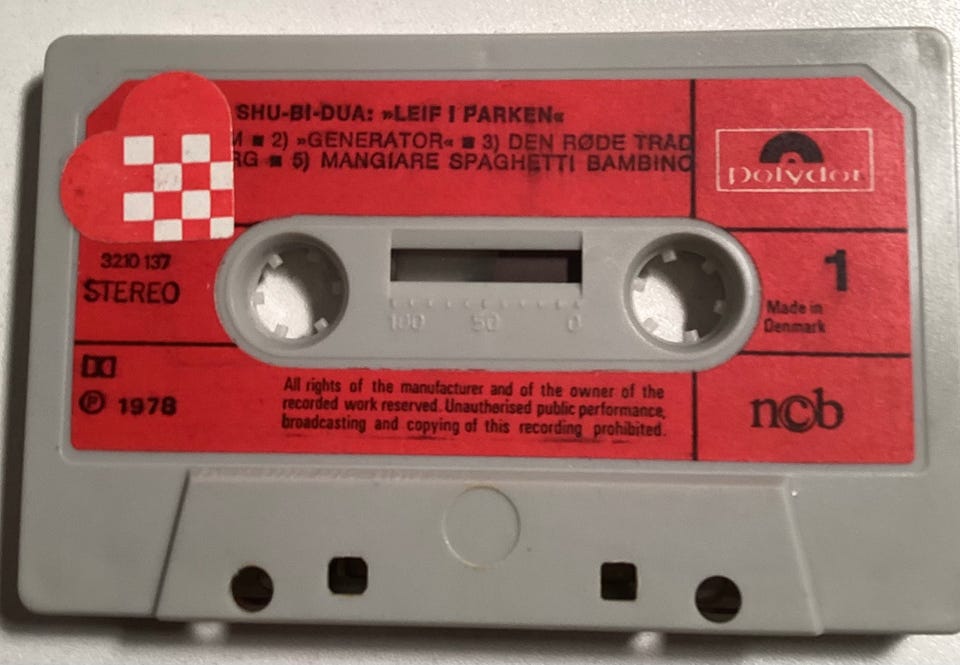 SHU-BI-DUA: »LEIF I PARKEN«
M ■ 2) »GENERATOR« ■ 3) DEN RØDE TRAD
RG ■ 5) MANGIARE SPAGHETTI BAMBINO
Polydor
3210 137
STEREO
1
Made in
Denmark
100 50 0
℗ 1978
All rights of the manufacturer and of the owner of the
recorded work reserved. Unauthorised public performance,
broadcasting and copying of this recording prohibited.
n©b